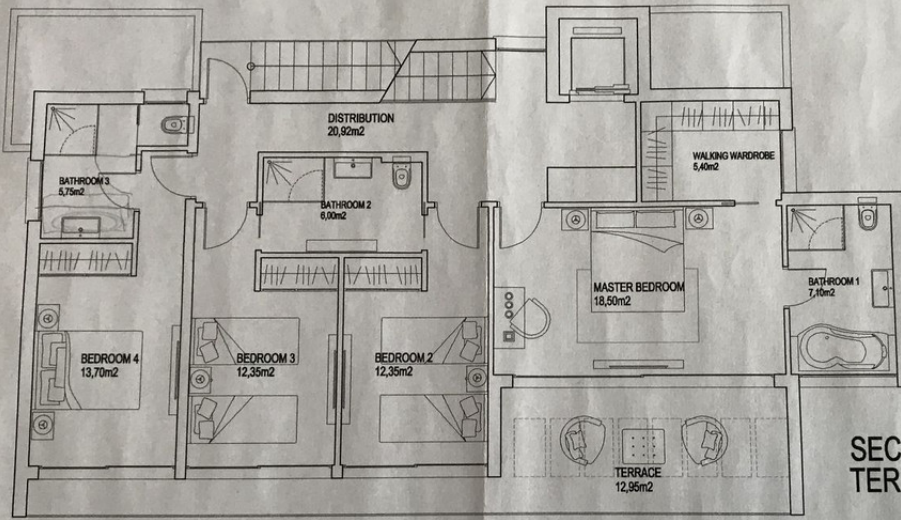 DISTRIBUTION
20,92m2
WALKING WARDROBE
5,40m2
BATHROOM 3
5,75m2
BATHROOM 2
6,00m2
MASTER BEDROOM
18,50m2
BATHROOM 1
7,10m2
BEDROOM 4
13,70m2
BEDROOM 3
12,35m2
BEDROOM 2
12,35m2
TERRACE
12,95m2
SEC
TER